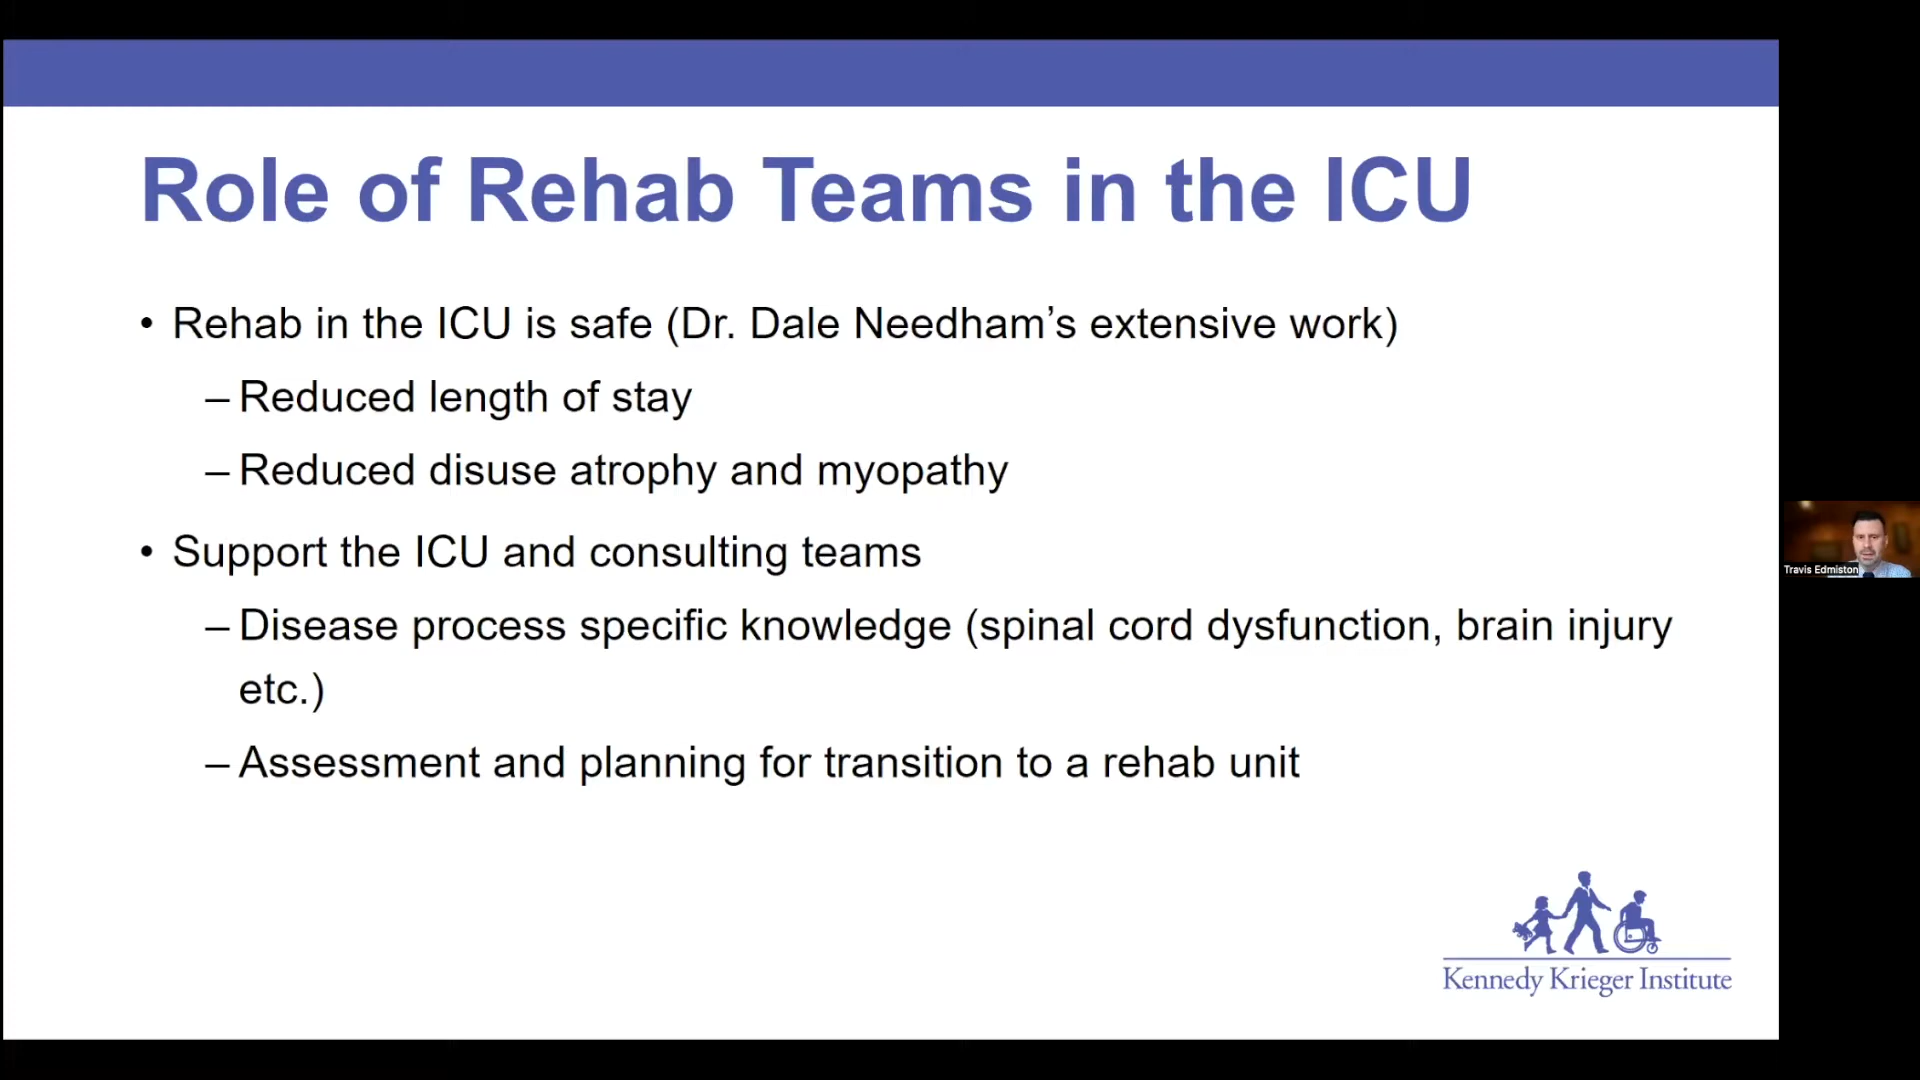 Role of Rehab Teams in the ICU
• Rehab in the ICU is safe (Dr. Dale Needham’s extensive work)
– Reduced length of stay
– Reduced disuse atrophy and myopathy
• Support the ICU and consulting teams
– Disease process specific knowledge (spinal cord dysfunction, brain injury
etc.)
– Assessment and planning for transition to a rehab unit
Kennedy Krieger Institute
Travis Edmiston